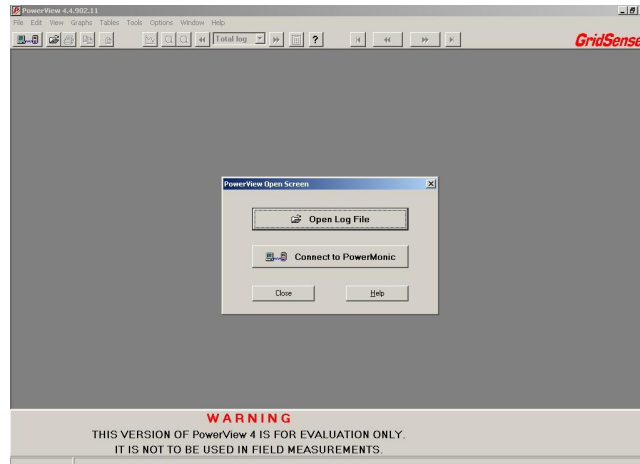 PowerView 4.4.902.11
File Edit View Graphs Tables Tools Options Window Help
Total log ?
GridSense
PowerView Open Screen
Open Log File
Connect to PowerMonic
Close Help
WARNING
THIS VERSION OF PowerView 4 IS FOR EVALUATION ONLY.
IT IS NOT TO BE USED IN FIELD MEASUREMENTS.